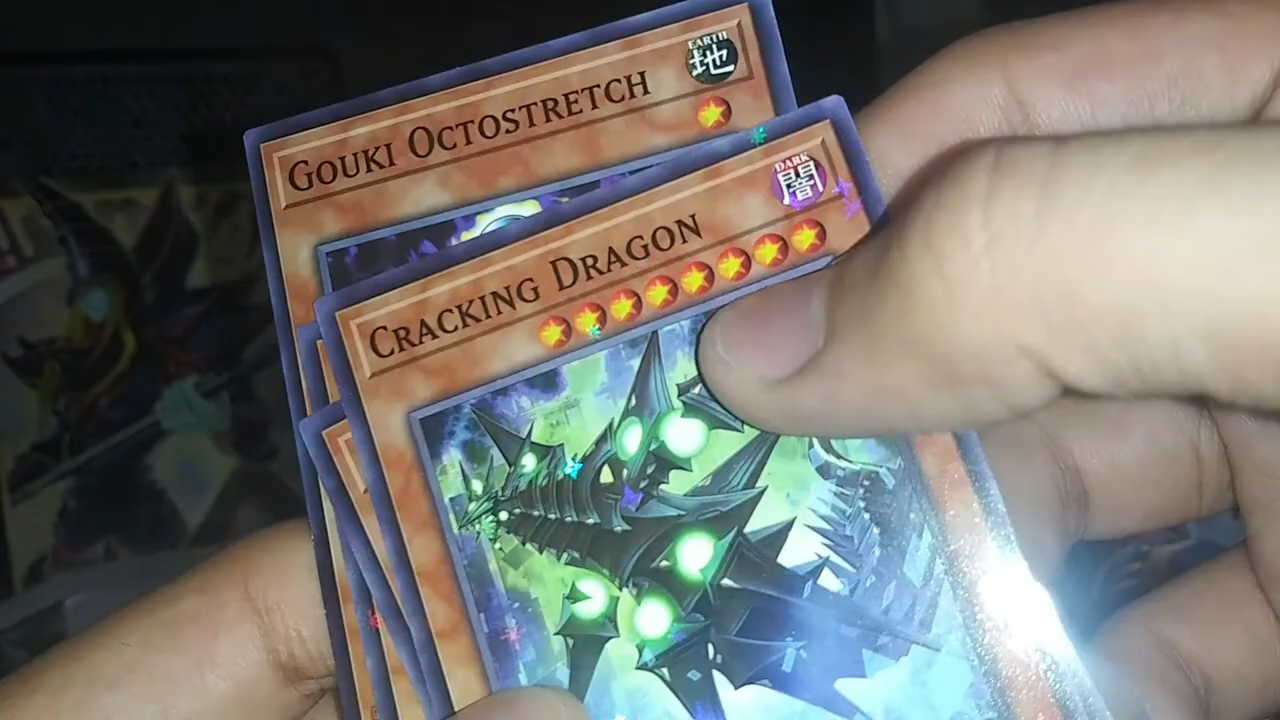 EARTH
地
GOUKI OCTOSTRETCH
DARK
闇
CRACKING DRAGON